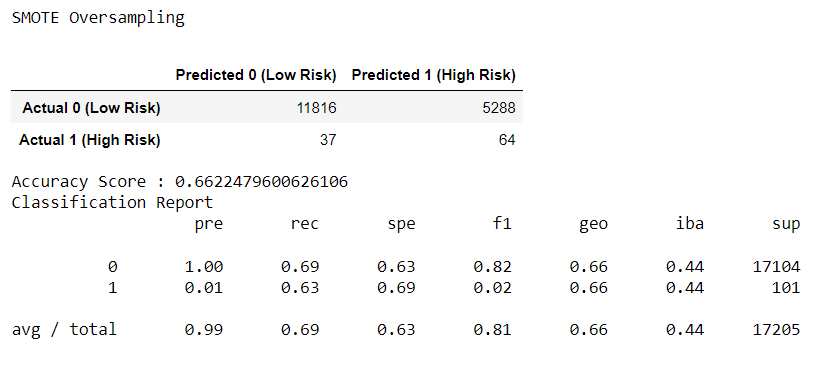 SMOTE Oversampling
Predicted 0 (Low Risk) Predicted 1 (High Risk)
Actual 0 (Low Risk) 11816 5288
Actual 1 (High Risk) 37 64
Accuracy Score : 0.6622479600626106
Classification Report
pre rec spe f1 geo iba sup
0 1.00 0.69 0.63 0.82 0.66 0.44 17104
1 0.01 0.63 0.69 0.02 0.66 0.44 101
avg / total 0.99 0.69 0.63 0.81 0.66 0.44 17205